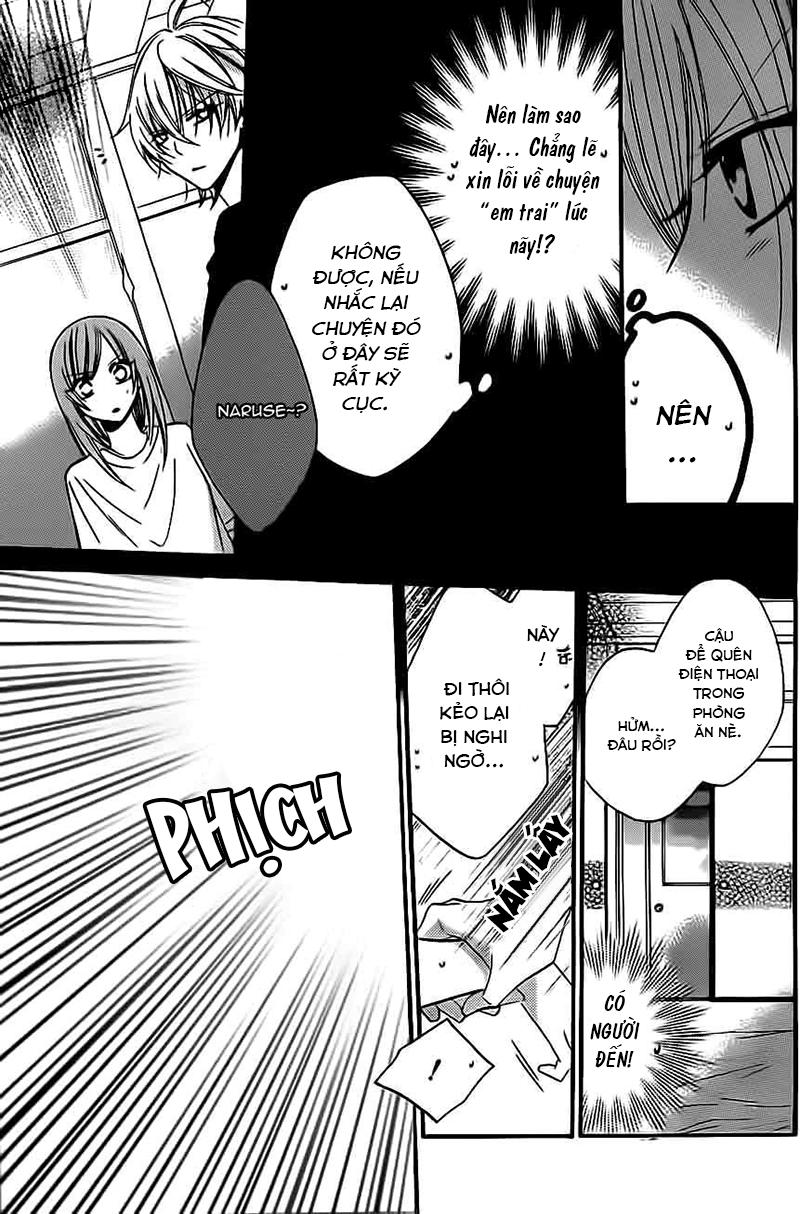 NÊN
...
Nên làm sao
đây... Chẳng lẽ
xin lỗi về chuyện
“em trai” lúc
nãy!?
KHÔNG
ĐƯỢC, NẾU
NHẮC LẠI
CHUYỆN ĐÓ
Ở ĐÂY SẼ
RẤT KỲ
CỤC.
NARUSE~?
CẬU
ĐỂ QUÊN
ĐIỆN THOẠI
TRONG
PHÒNG
ĂN NÈ.
HỬM...
ĐÂU RỒI?
CÓ
NGƯỜI
ĐẾN!
NÀY
!
ĐI THÔI
KẺO LẠI
BỊ NGHI
NGỜ...
NẮM LẤY
!
PHỊCH